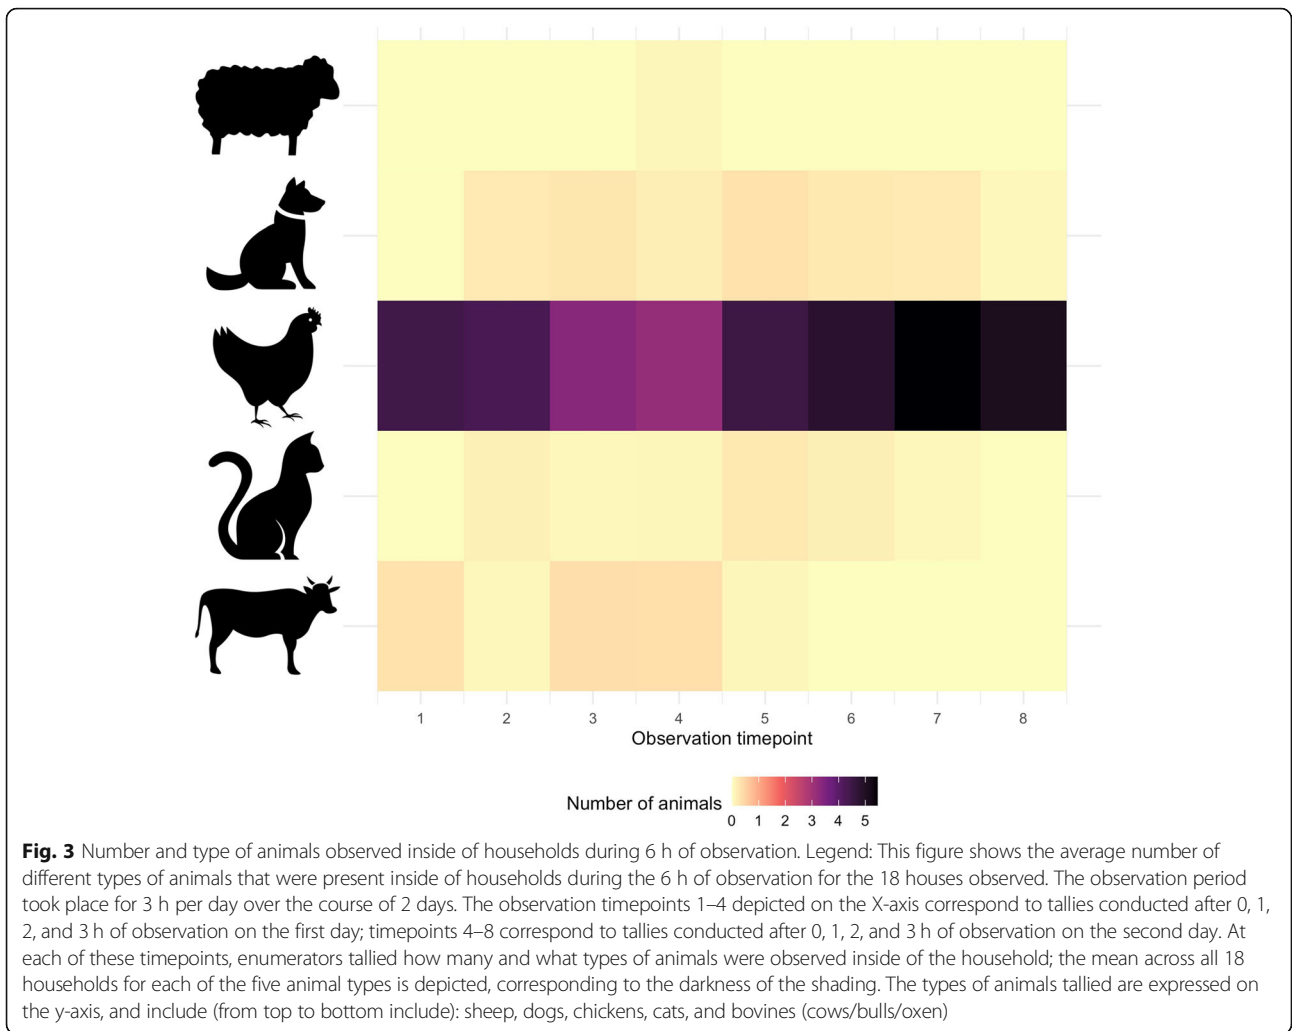 1 2 3 4 5 6 7 8
Observation timepoint
Number of animals
0 1 2 3 4 5
Fig. 3 Number and type of animals observed inside of households during 6 h of observation. Legend: This figure shows the average number of
different types of animals that were present inside of households during the 6 h of observation for the 18 houses observed. The observation period
took place for 3 h per day over the course of 2 days. The observation timepoints 1–4 depicted on the X-axis correspond to tallies conducted after 0, 1,
2, and 3 h of observation on the first day; timepoints 4–8 correspond to tallies conducted after 0, 1, 2, and 3 h of observation on the second day. At
each of these timepoints, enumerators tallied how many and what types of animals were observed inside of the household; the mean across all 18
households for each of the five animal types is depicted, corresponding to the darkness of the shading. The types of animals tallied are expressed on
the y-axis, and include (from top to bottom include): sheep, dogs, chickens, cats, and bovines (cows/bulls/oxen)